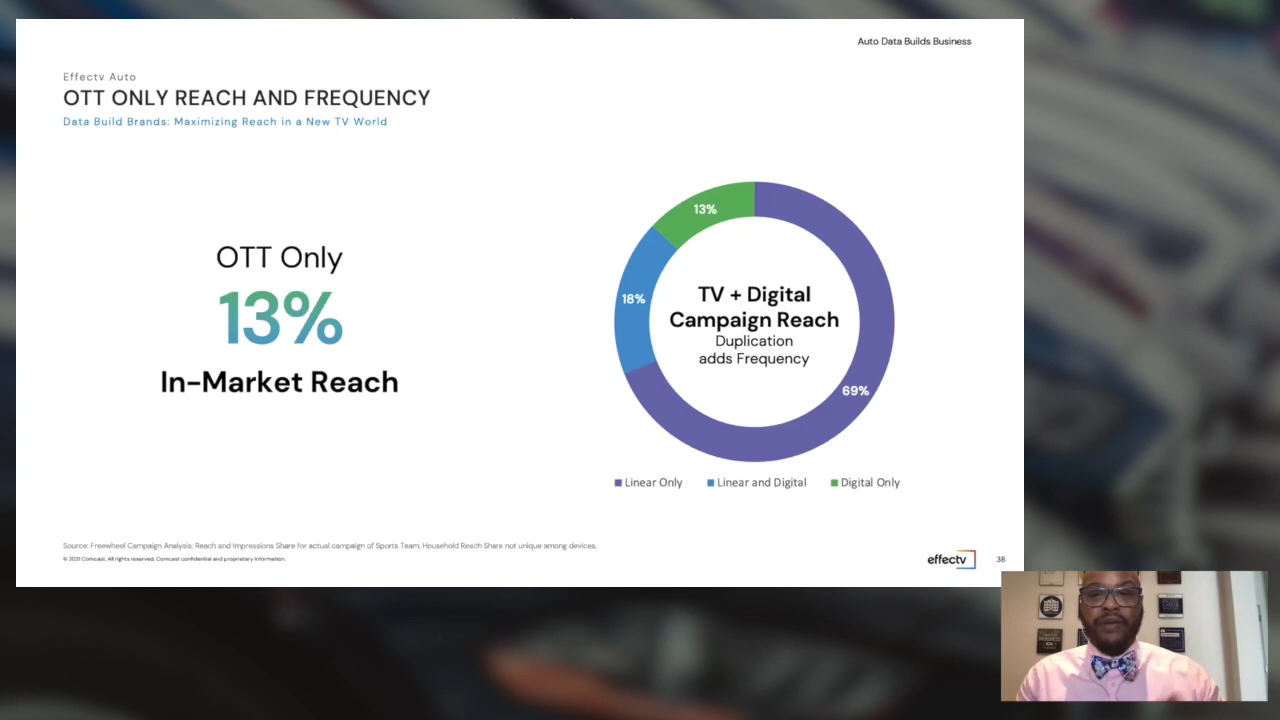 Auto Data Builds Business
Effectv Auto
OTT ONLY REACH AND FREQUENCY
Data Build Brands: Maximizing Reach in a New TV World
OTT Only
13%
In-Market Reach
13%
18%
69%
TV + Digital
Campaign Reach
Duplication
adds Frequency
Linear Only
Linear and Digital
Digital Only
Source: Freewheel Campaign Analysis: Reach and Impressions Share for actual campaign of Sports Team. Household Reach Share not unique among devices.
© 2021 Comcast. All rights reserved. Comcast confidential and proprietary information.
effectv
38